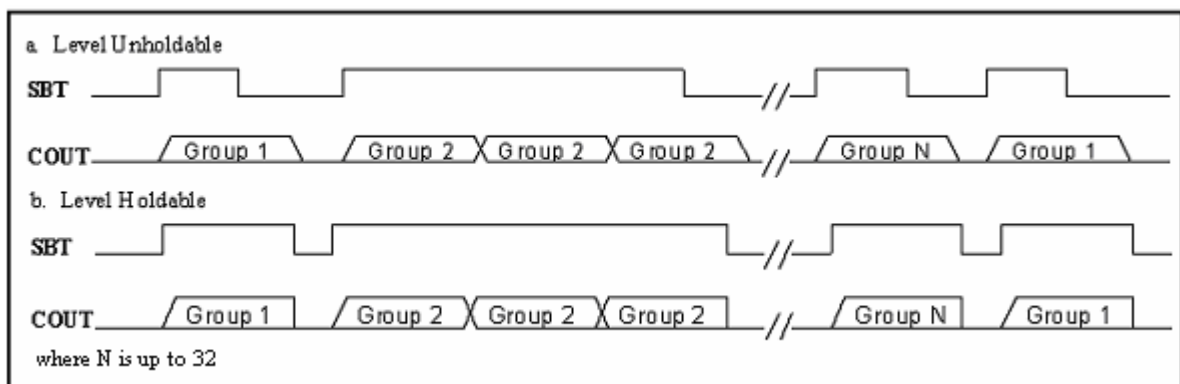 a. Level Unholdable
SBT
COUT
Group 1 Group 2 Group 2 Group 2 // Group N Group 1
b. Level Holdable
SBT
COUT
Group 1 Group 2 Group 2 Group 2 // Group N Group 1
where N is up to 32